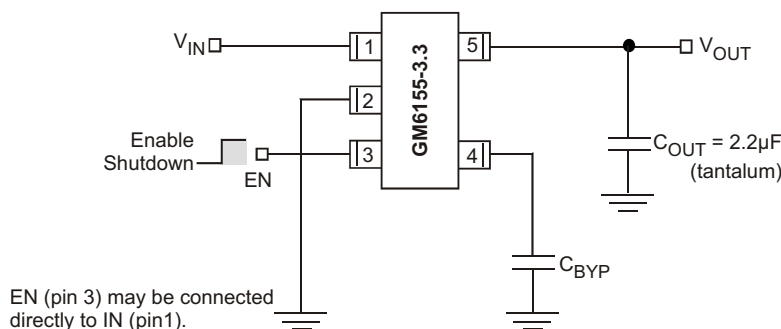 V_IN
1
5
V_OUT
2
GM6155-3.3
Enable
Shutdown
EN
3
4
C_OUT = 2.2µF
(tantalum)
C_BYP
EN (pin 3) may be connected
directly to IN (pin1).